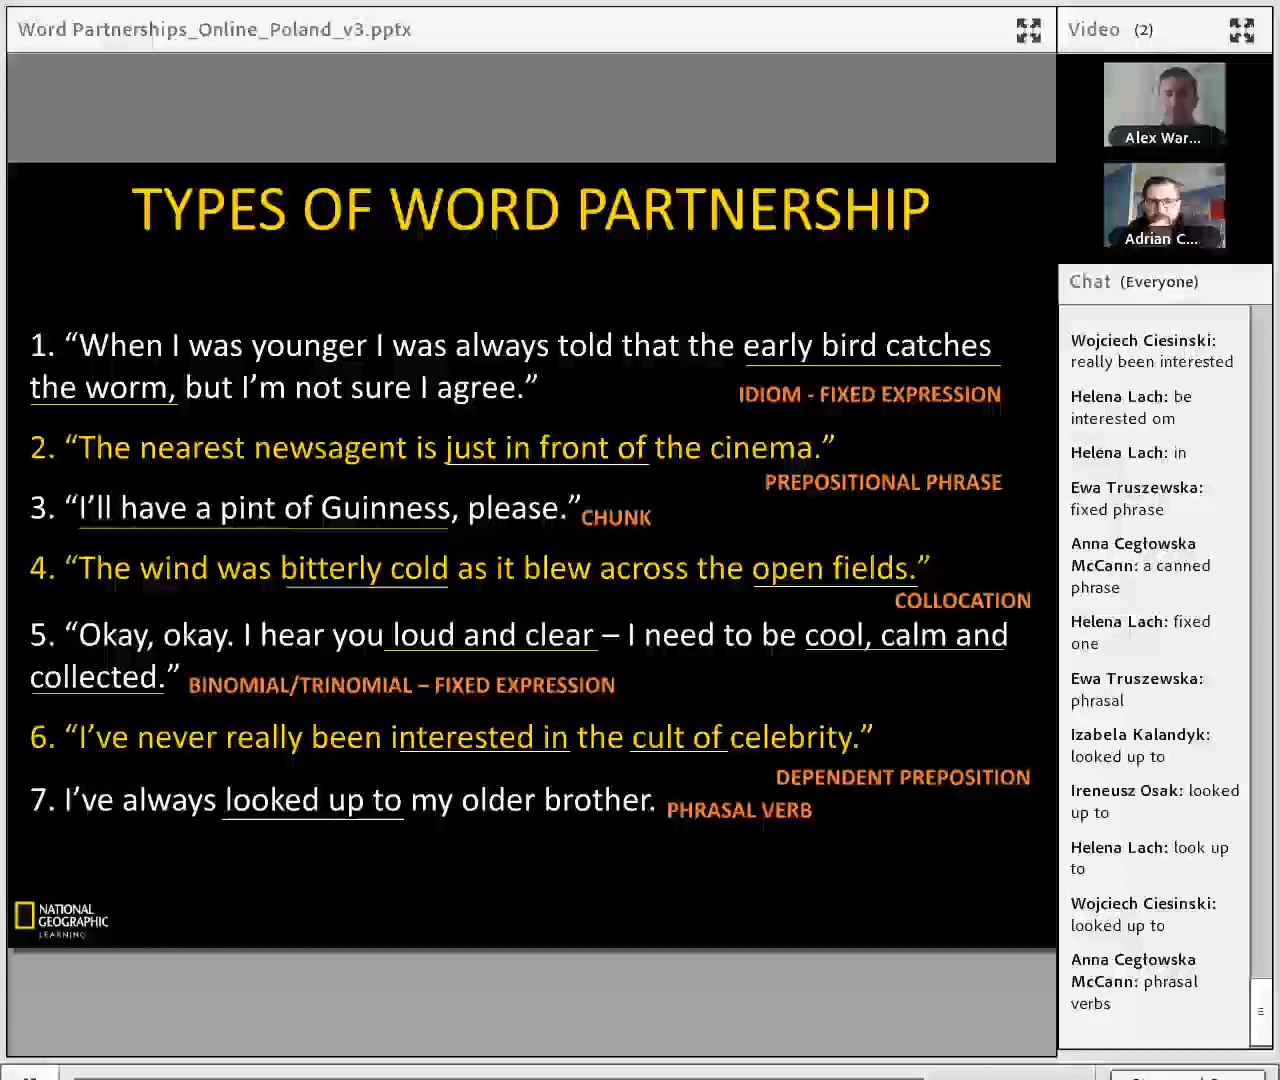 Word Partnerships_Online_Poland_v3.pptx
Video (2)
Alex War...
Adrian C...
TYPES OF WORD PARTNERSHIP
1. “When I was younger I was always told that the early bird catches
the worm, but I’m not sure I agree.”
IDIOM - FIXED EXPRESSION
2. “The nearest newsagent is just in front of the cinema.”
PREPOSITIONAL PHRASE
3. “I’ll have a pint of Guinness, please.”
CHUNK
4. “The wind was bitterly cold as it blew across the open fields.”
COLLOCATION
5. “Okay, okay. I hear you loud and clear – I need to be cool, calm and
collected.”
BINOMIAL/TRINOMIAL – FIXED EXPRESSION
6. “I’ve never really been interested in the cult of celebrity.”
DEPENDENT PREPOSITION
7. I’ve always looked up to my older brother.
PHRASAL VERB
NATIONAL
GEOGRAPHIC
LEARNING
Chat (Everyone)
Wojciech Ciesinski:
really been interested
Helena Lach: be
interested om
Helena Lach: in
Ewa Truszewska:
fixed phrase
Anna Cegłowska
McCann: a canned
phrase
Helena Lach: fixed
one
Ewa Truszewska:
phrasal
Izabela Kalandyk:
looked up to
Ireneusz Osak: looked
up to
Helena Lach: look up
to
Wojciech Ciesinski:
looked up to
Anna Cegłowska
McCann: phrasal
verbs